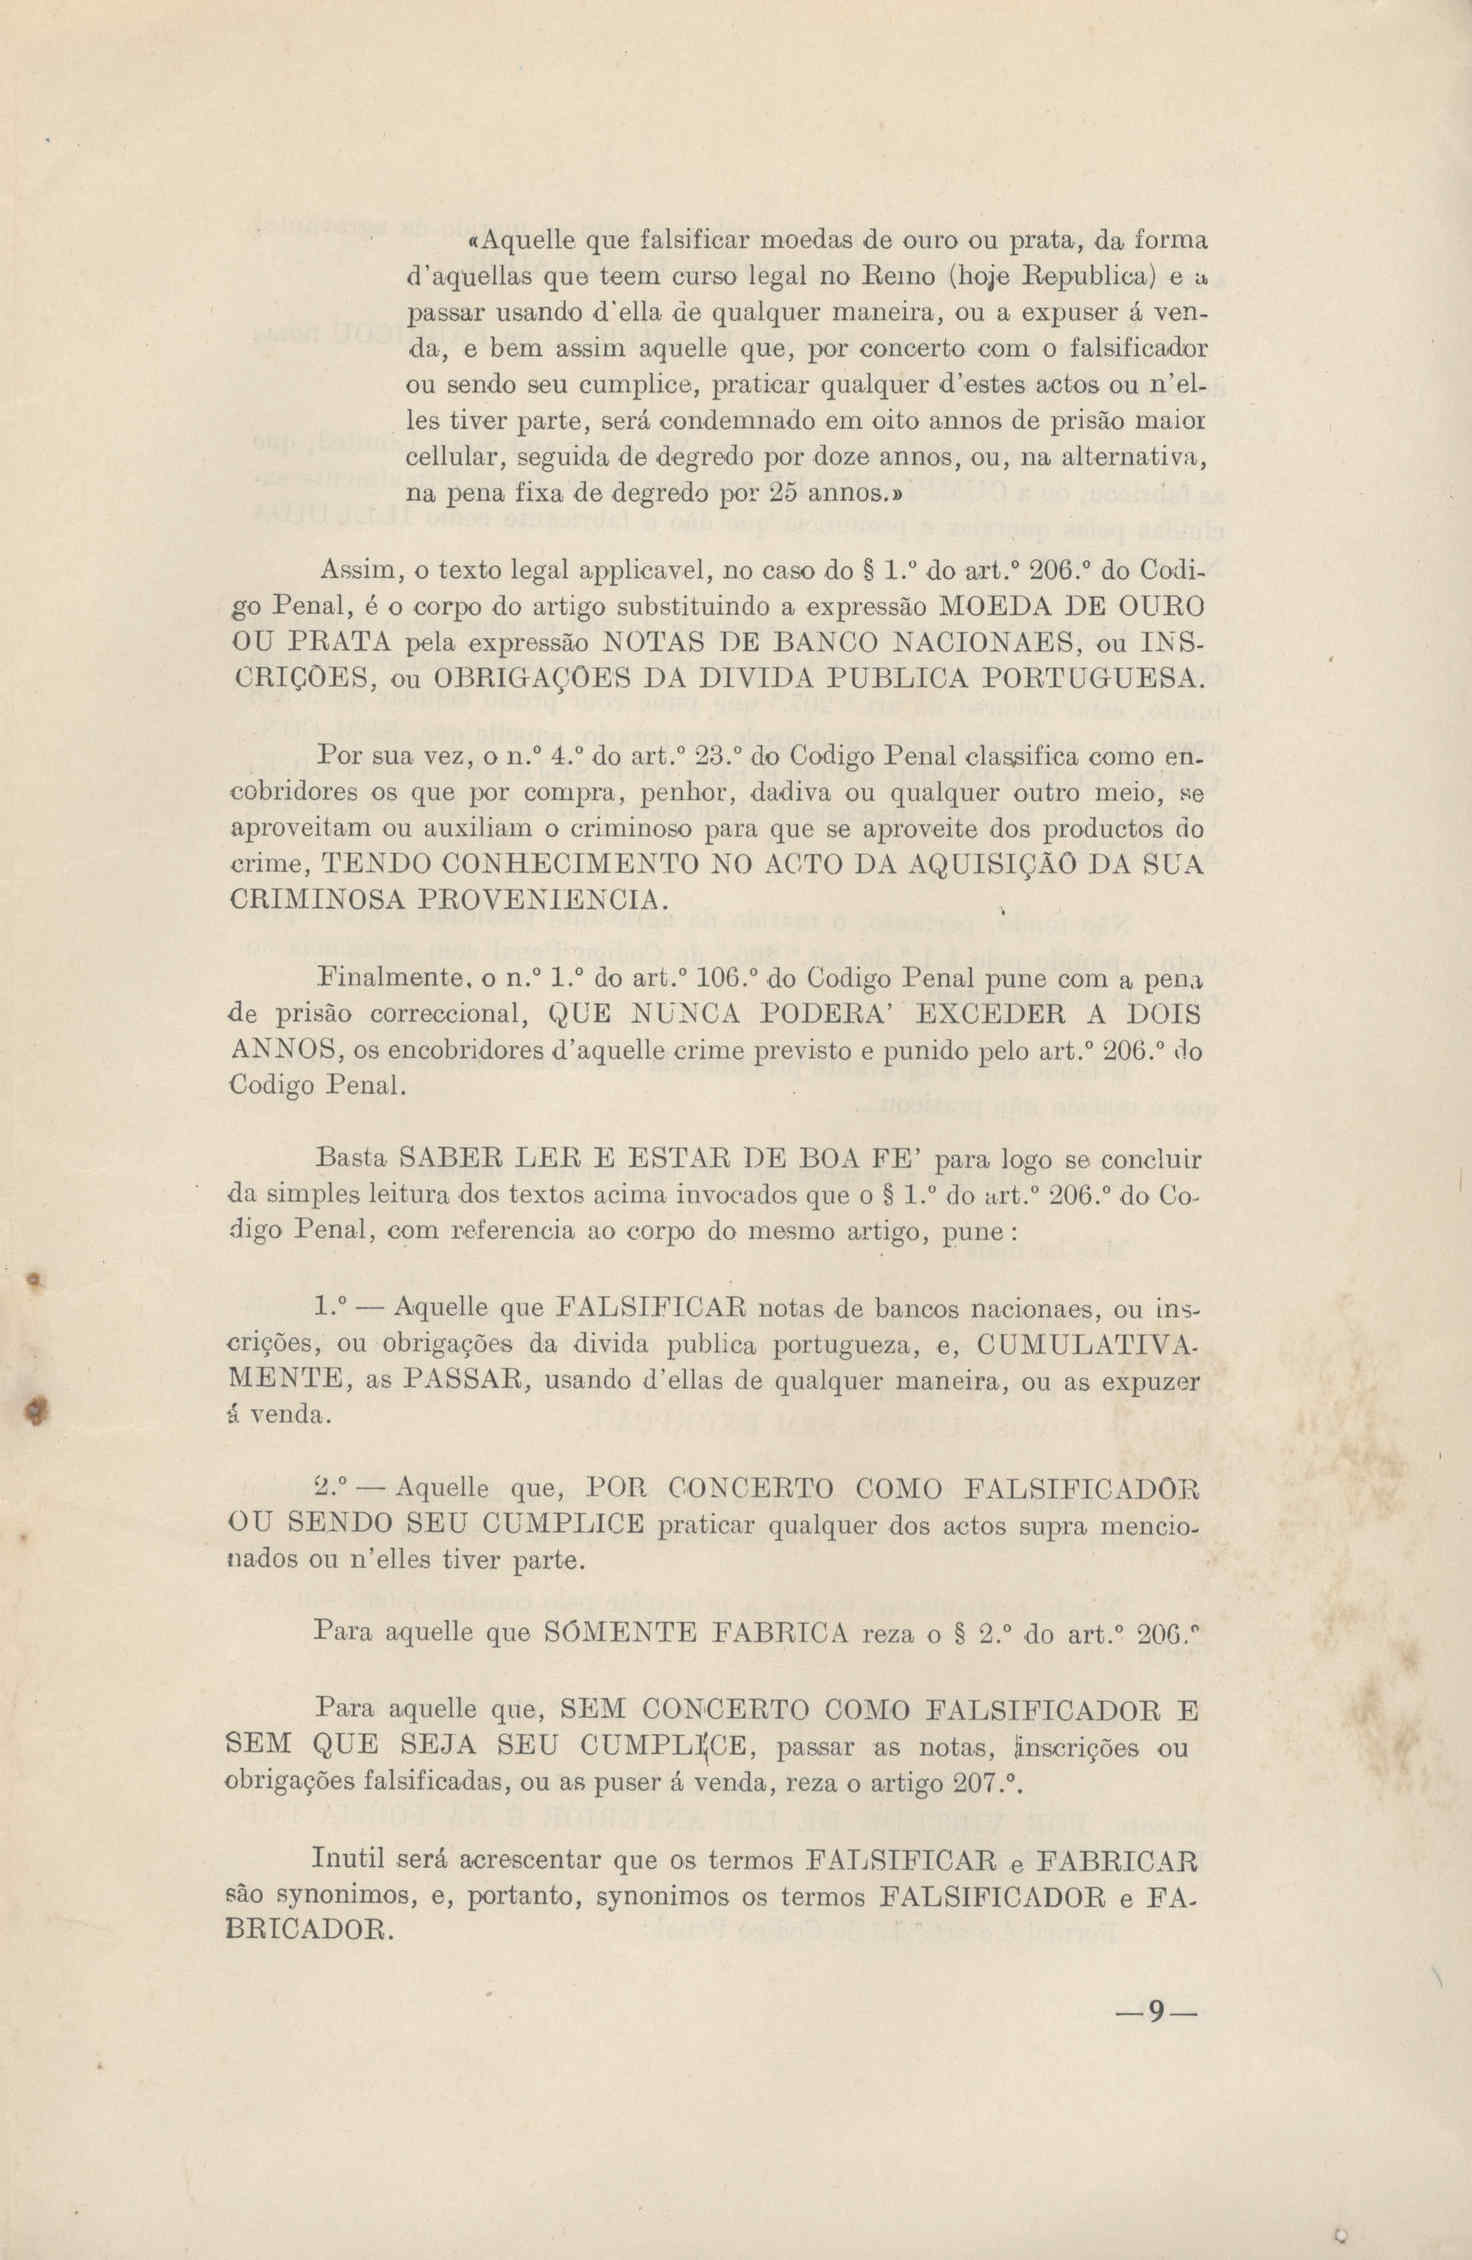 «Aquelle que falsificar moedas de ouro ou prata, da forma
d'aquellas que teem curso legal no Reino (hoje Republica) e a
passar usando d'ella de qualquer maneira, ou a expuser á ven-
da, e bem assim aquelle que, por concerto com o falsificador
ou sendo seu cumplice, praticar qualquer d'estes actos ou n'el-
les tiver parte, será condemnado em oito annos de prisão maior
cellular, seguida de degredo por doze annos, ou, na alternativa,
na pena fixa de degredo por 25 annos.»
Assim, o texto legal applicavel, no caso do § 1.º do art.º 206.º do Codi-
go Penal, é o corpo do artigo substituindo a expressão MOEDA DE OURO
OU PRATA pela expressão NOTAS DE BANCO NACIONAES, ou INS-
CRIÇÕES, ou OBRIGAÇÕES DA DIVIDA PUBLICA PORTUGUESA.
Por sua vez, o n.º 4.º do art.º 23.º do Codigo Penal classifica como en-
cobridores os que por compra, penhor, dadiva ou qualquer outro meio, se
aproveitam ou auxiliam o criminoso para que se aproveite dos productos do
crime, TENDO CONHECIMENTO NO ACTO DA AQUISIÇÃO DA SUA
CRIMINOSA PROVENIENCIA.
Finalmente, o n.º 1.º do art.º 106.º do Codigo Penal pune com a pena
de prisão correccional, QUE NUNCA PODERA' EXCEDER A DOIS
ANNOS, os encobridores d'aquelle crime previsto e punido pelo art.º 206.º do
Codigo Penal.
Basta SABER LER E ESTAR DE BOA FE' para logo se concluir
da simples leitura dos textos acima invocados que o § 1.º do art.º 206.º do Co-
digo Penal, com referencia ao corpo do mesmo artigo, pune :
1.º — Aquelle que FALSIFICAR notas de bancos nacionaes, ou ins-
crições, ou obrigações da divida publica portugueza, e, CUMULATIVA-
MENTE, as PASSAR, usando d'ellas de qualquer maneira, ou as expuzer
á venda.
2.º — Aquelle que, POR CONCERTO COMO FALSIFICADOR
OU SENDO SEU CUMPLICE praticar qualquer dos actos supra mencio-
nados ou n'elles tiver parte.
Para aquelle que SÓMENTE FABRICA reza o § 2.º do art.º 206.º
Para aquelle que, SEM CONCERTO COMO FALSIFICADOR E
SEM QUE SEJA SEU CUMPLICE, passar as notas, inscrições ou
obrigações falsificadas, ou as puser á venda, reza o artigo 207.º.
Inutil será acrescentar que os termos FALSIFICAR e FABRICAR
são synonimos, e, portanto, synonimos os termos FALSIFICADOR e FA-
BRICADOR.
—9—